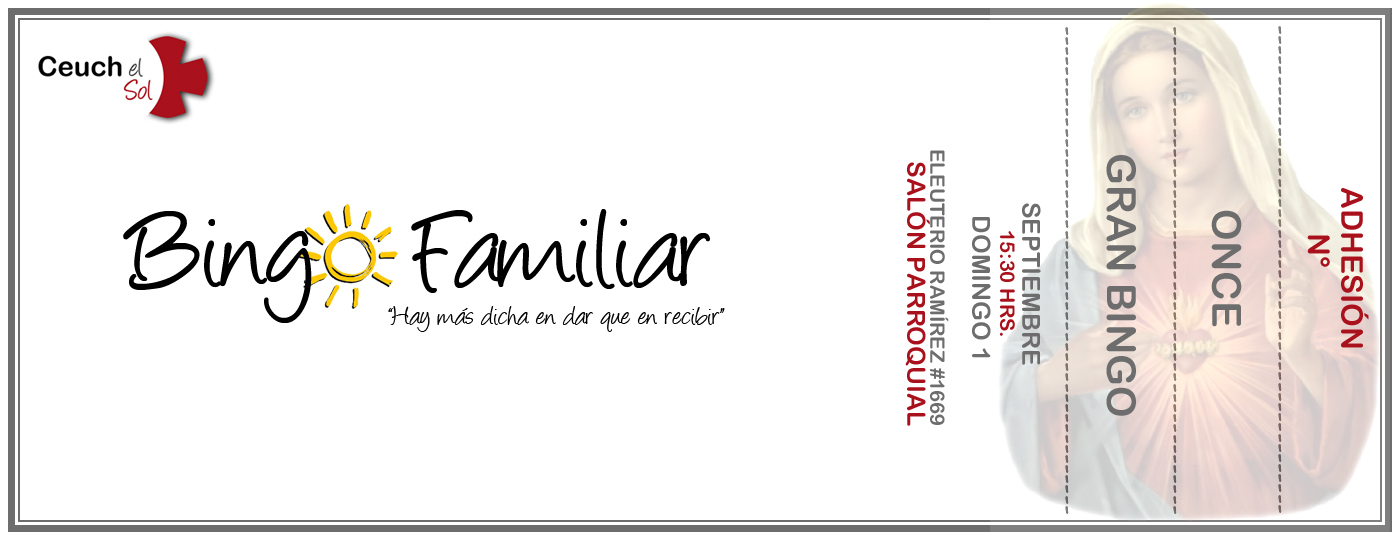 Ceuch el
Sol
Bingo Familiar
“Hay más dicha en dar que en recibir”
SALÓN PARROQUIAL
ELEUTERIO RAMÍREZ #1669
DOMINGO 1
15:30 HRS.
SEPTIEMBRE
GRAN BINGO
ONCE
ADHESIÓN
N°